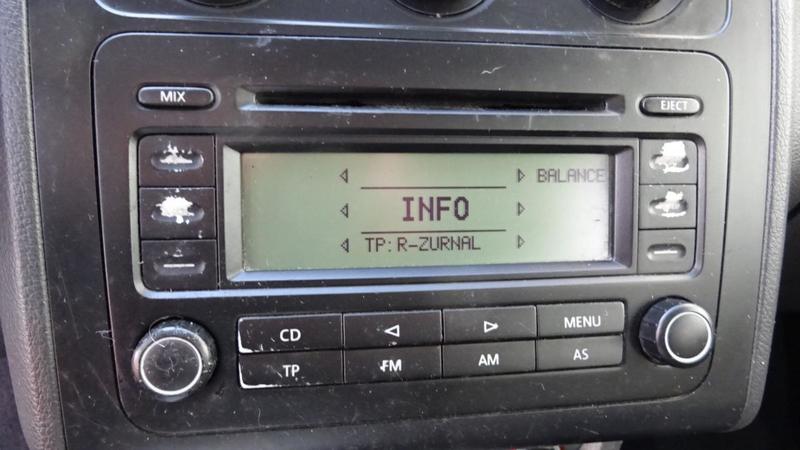 MIX
EJECT
BALANCE
INFO
TP: R-ZURNAL
CD
MENU
TP
FM
AM
AS